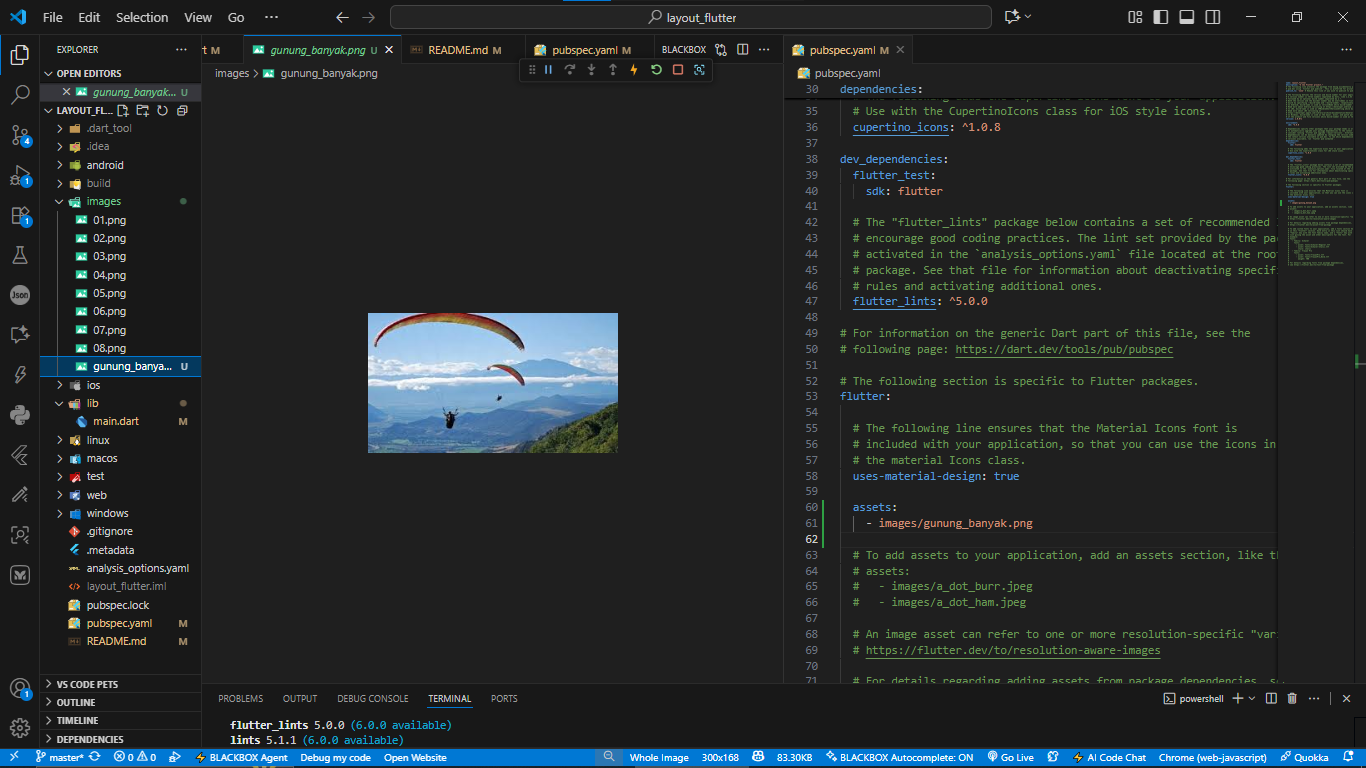 File Edit Selection View Go ··· layout_flutter
EXPLORER ···
OPEN EDITORS
gunung_banyak... U
LAYOUT_FL...
.dart_tool
.idea
android
build
images
01.png
02.png
03.png
04.png
05.png
06.png
07.png
08.png
gunung_banya... U
ios
lib
main.dart M
linux
macos
test
web
windows
.gitignore
.metadata
analysis_options.yaml
layout_flutter.iml
pubspec.lock
pubspec.yaml M
README.md M
VS CODE PETS
OUTLINE
TIMELINE
DEPENDENCIES
4
1
1
Json
1
rt M gunung_banyak.png U README.md M pubspec.yaml M BLACKBOX ···
images > gunung_banyak.png
pubspec.yaml M ···
pubspec.yaml
30 dependencies:
35 # Use with the CupertinoIcons class for iOS style icons.
36 cupertino_icons: ^1.0.8
37
38 dev_dependencies:
39 flutter_test:
40 sdk: flutter
41
42 # The "flutter_lints" package below contains a set of recommended
43 # encourage good coding practices. The lint set provided by the pa
44 # activated in the `analysis_options.yaml` file located at the root
45 # package. See that file for information about deactivating specif
46 # rules and activating additional ones.
47 flutter_lints: ^5.0.0
48
49 # For information on the generic Dart part of this file, see the
50 # following page: https://dart.dev/tools/pub/pubspec
51
52 # The following section is specific to Flutter packages.
53 flutter:
54
55 # The following line ensures that the Material Icons font is
56 # included with your application, so that you can use the icons in
57 # the material Icons class.
58 uses-material-design: true
59
60 assets:
61 - images/gunung_banyak.png
62
63 # To add assets to your application, add an assets section, like t
64 # assets:
65 # - images/a_dot_burr.jpeg
66 # - images/a_dot_ham.jpeg
67
68 # An image asset can refer to one or more resolution-specific "var
69 # https://flutter.dev/to/resolution-aware-images
70
71 # For details regarding adding assets from package dependencies, s
PROBLEMS OUTPUT DEBUG CONSOLE TERMINAL PORTS powershell ···
flutter_lints 5.0.0 (6.0.0 available)
lints 5.1.1 (6.0.0 available)
master* 0 0 BLACKBOX Agent Debug my code Open Website Whole Image 300x168 83.30KB BLACKBOX Autocomplete: ON Go Live AI Code Chat Chrome (web-javascript) Quokka